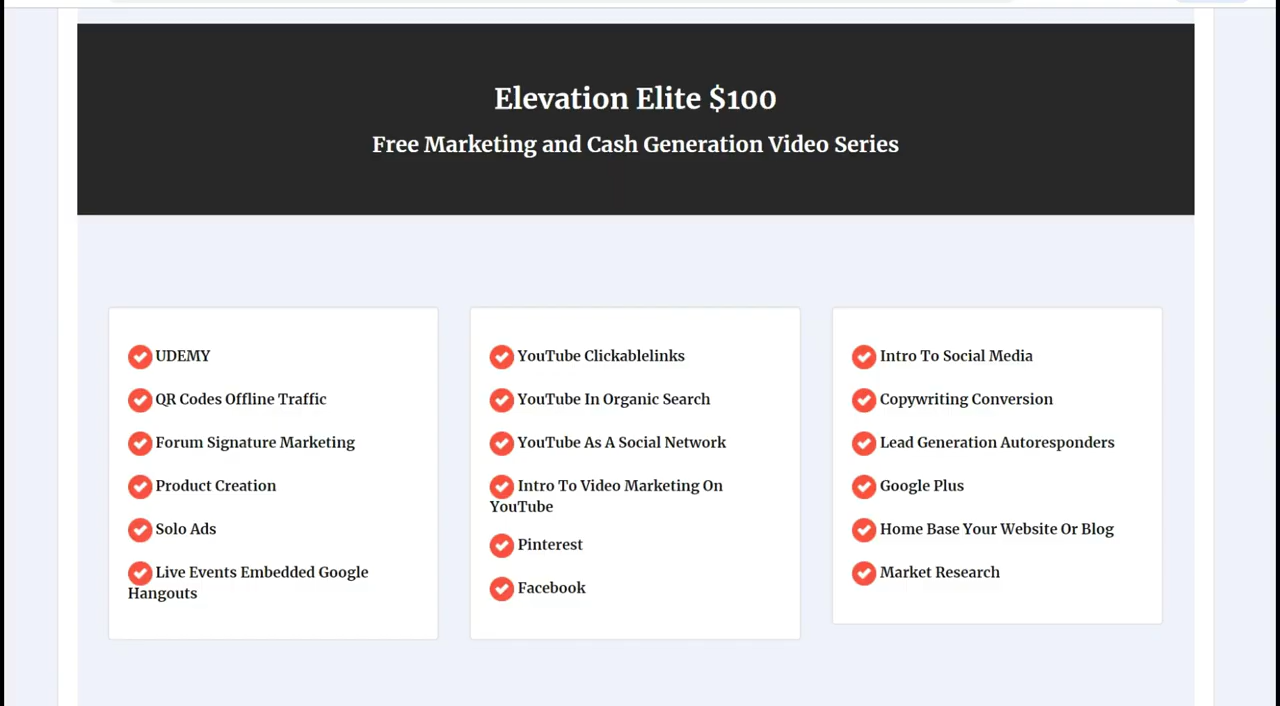 Elevation Elite $100
Free Marketing and Cash Generation Video Series
UDEMY
QR Codes Offline Traffic
Forum Signature Marketing
Product Creation
Solo Ads
Live Events Embedded Google
Hangouts
YouTube Clickablelinks
YouTube In Organic Search
YouTube As A Social Network
Intro To Video Marketing On
YouTube
Pinterest
Facebook
Intro To Social Media
Copywriting Conversion
Lead Generation Autoresponders
Google Plus
Home Base Your Website Or Blog
Market Research